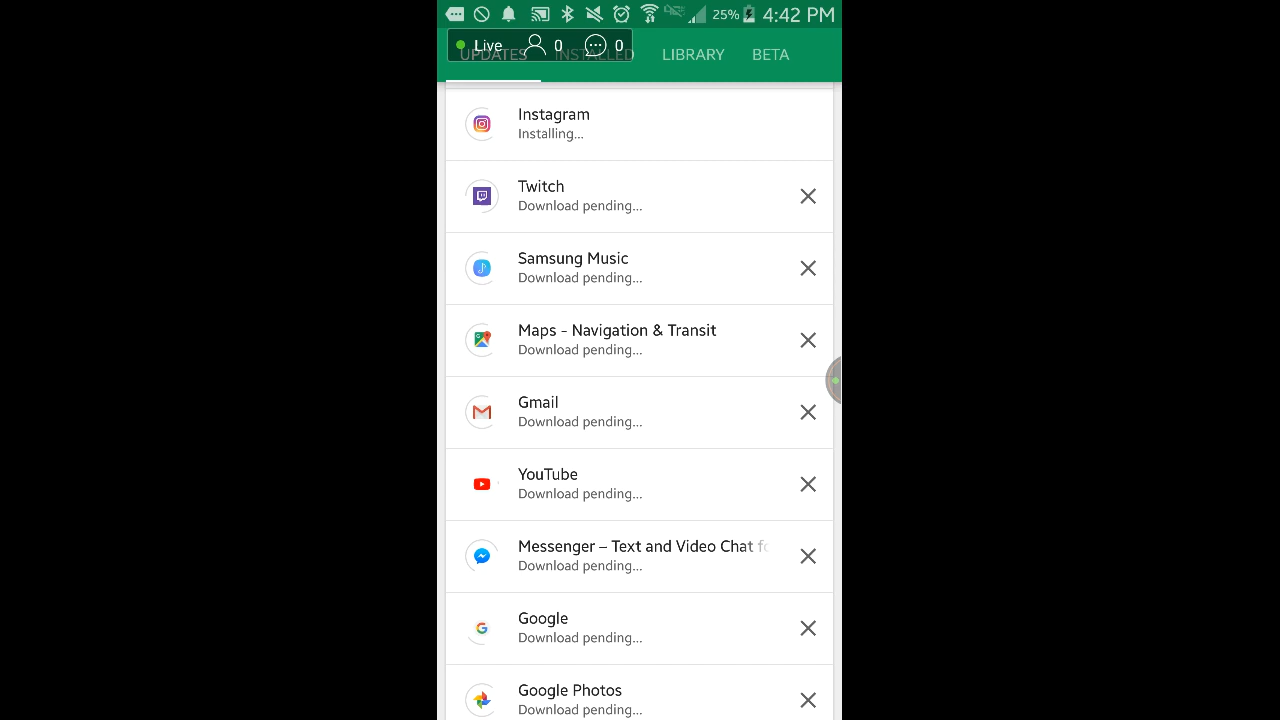 25% 4:42 PM
Live 0 0
UPDATES INSTALLED LIBRARY BETA
Instagram
Installing...
Twitch
Download pending...
Samsung Music
Download pending...
Maps - Navigation & Transit
Download pending...
Gmail
Download pending...
YouTube
Download pending...
Messenger – Text and Video Chat fo
Download pending...
Google
Download pending...
Google Photos
Download pending...